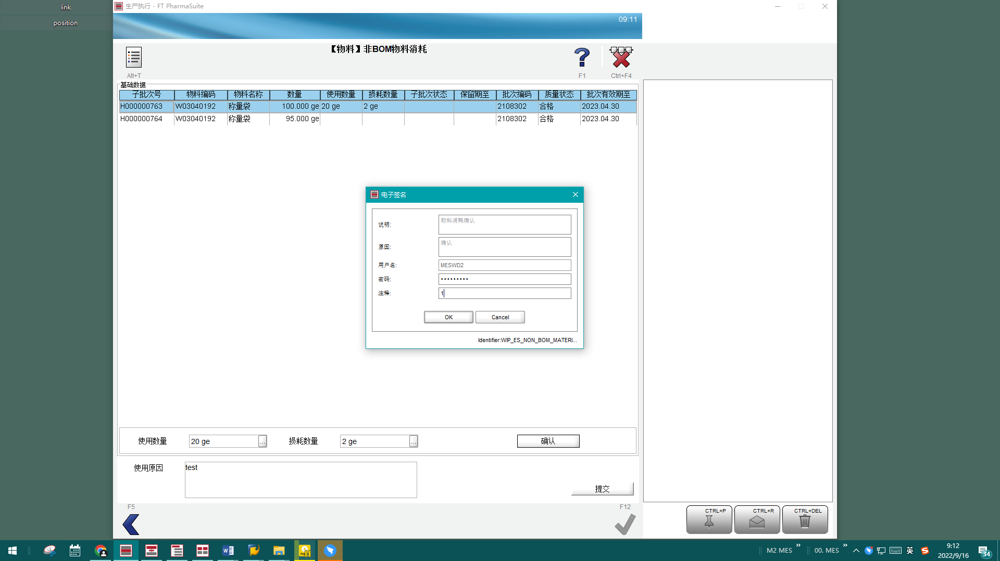 link
position
生产执行 - FT PharmaSuite
09:11
【物料】非BOM物料消耗
Alt+T
F1
Ctrl+F4
基础数据
子批次号 物料编码 物料名称 数量 使用数量 损耗数量 子批次状态 保留期至 批次编码 质量状态 批次有效期至
H000000763 W03040192 称量袋 100.000 ge 20 ge 2 ge 2108302 合格 2023.04.30
H000000764 W03040192 称量袋 95.000 ge 2108302 合格 2023.04.30
电子签名
说明: 物料消耗确认
原因: 确认
用户名: MESWD2
密码: •••••••••
注释: 1
OK Cancel
Identifier:WIP_ES_NON_BOM_MATERI...
使用数量 20 ge ... 损耗数量 2 ge ... 确认
使用原因 test
提交
F5
F12
CTRL+P CTRL+R CTRL+DEL
M2 MES » 00. MES » 英
9:12
2022/9/16
34